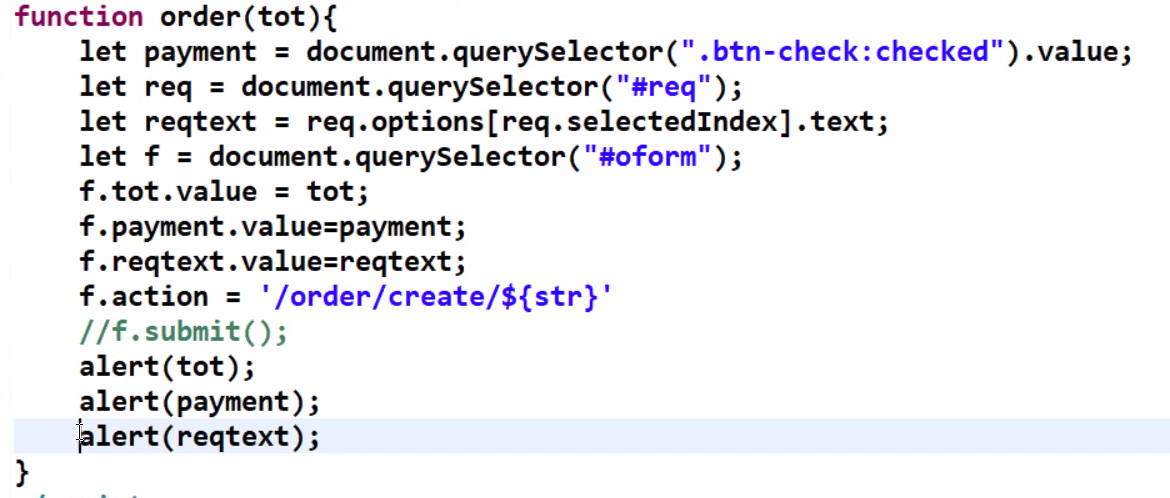 function order(tot){
    let payment = document.querySelector(".btn-check:checked").value;
    let req = document.querySelector("#req");
    let reqtext = req.options[req.selectedIndex].text;
    let f = document.querySelector("#oform");
    f.tot.value = tot;
    f.payment.value=payment;
    f.reqtext.value=reqtext;
    f.action = '/order/create/${str}'
    //f.submit();
    alert(tot);
    alert(payment);
    alert(reqtext);
}